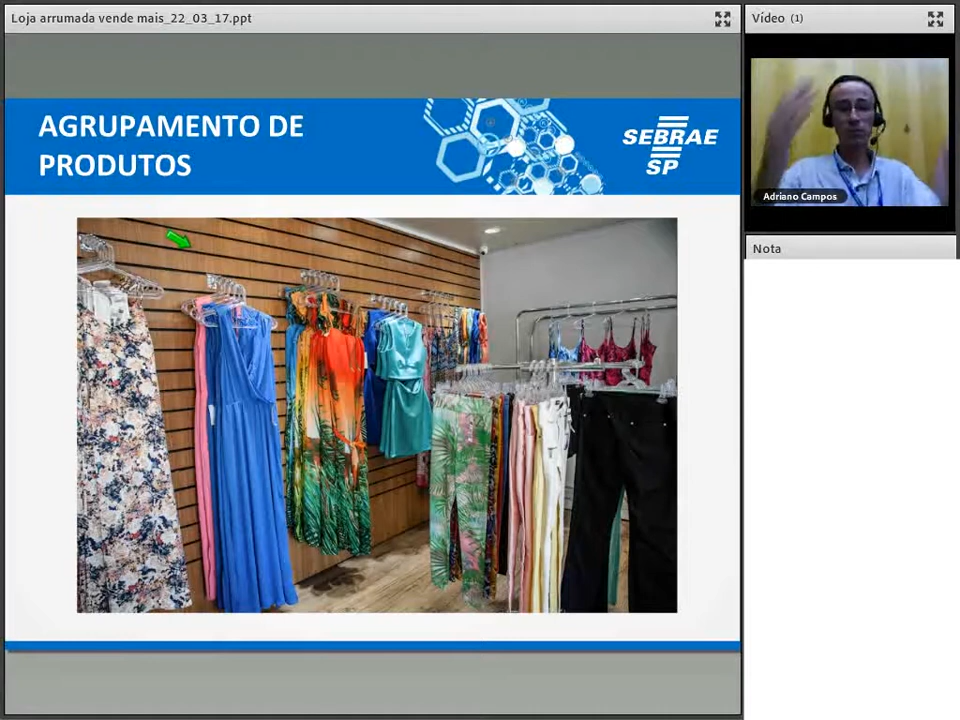 Loja arrumada vende mais_22_03_17.ppt
Vídeo (1)
AGRUPAMENTO DE
PRODUTOS
SEBRAE
SP
Adriano Campos
Nota